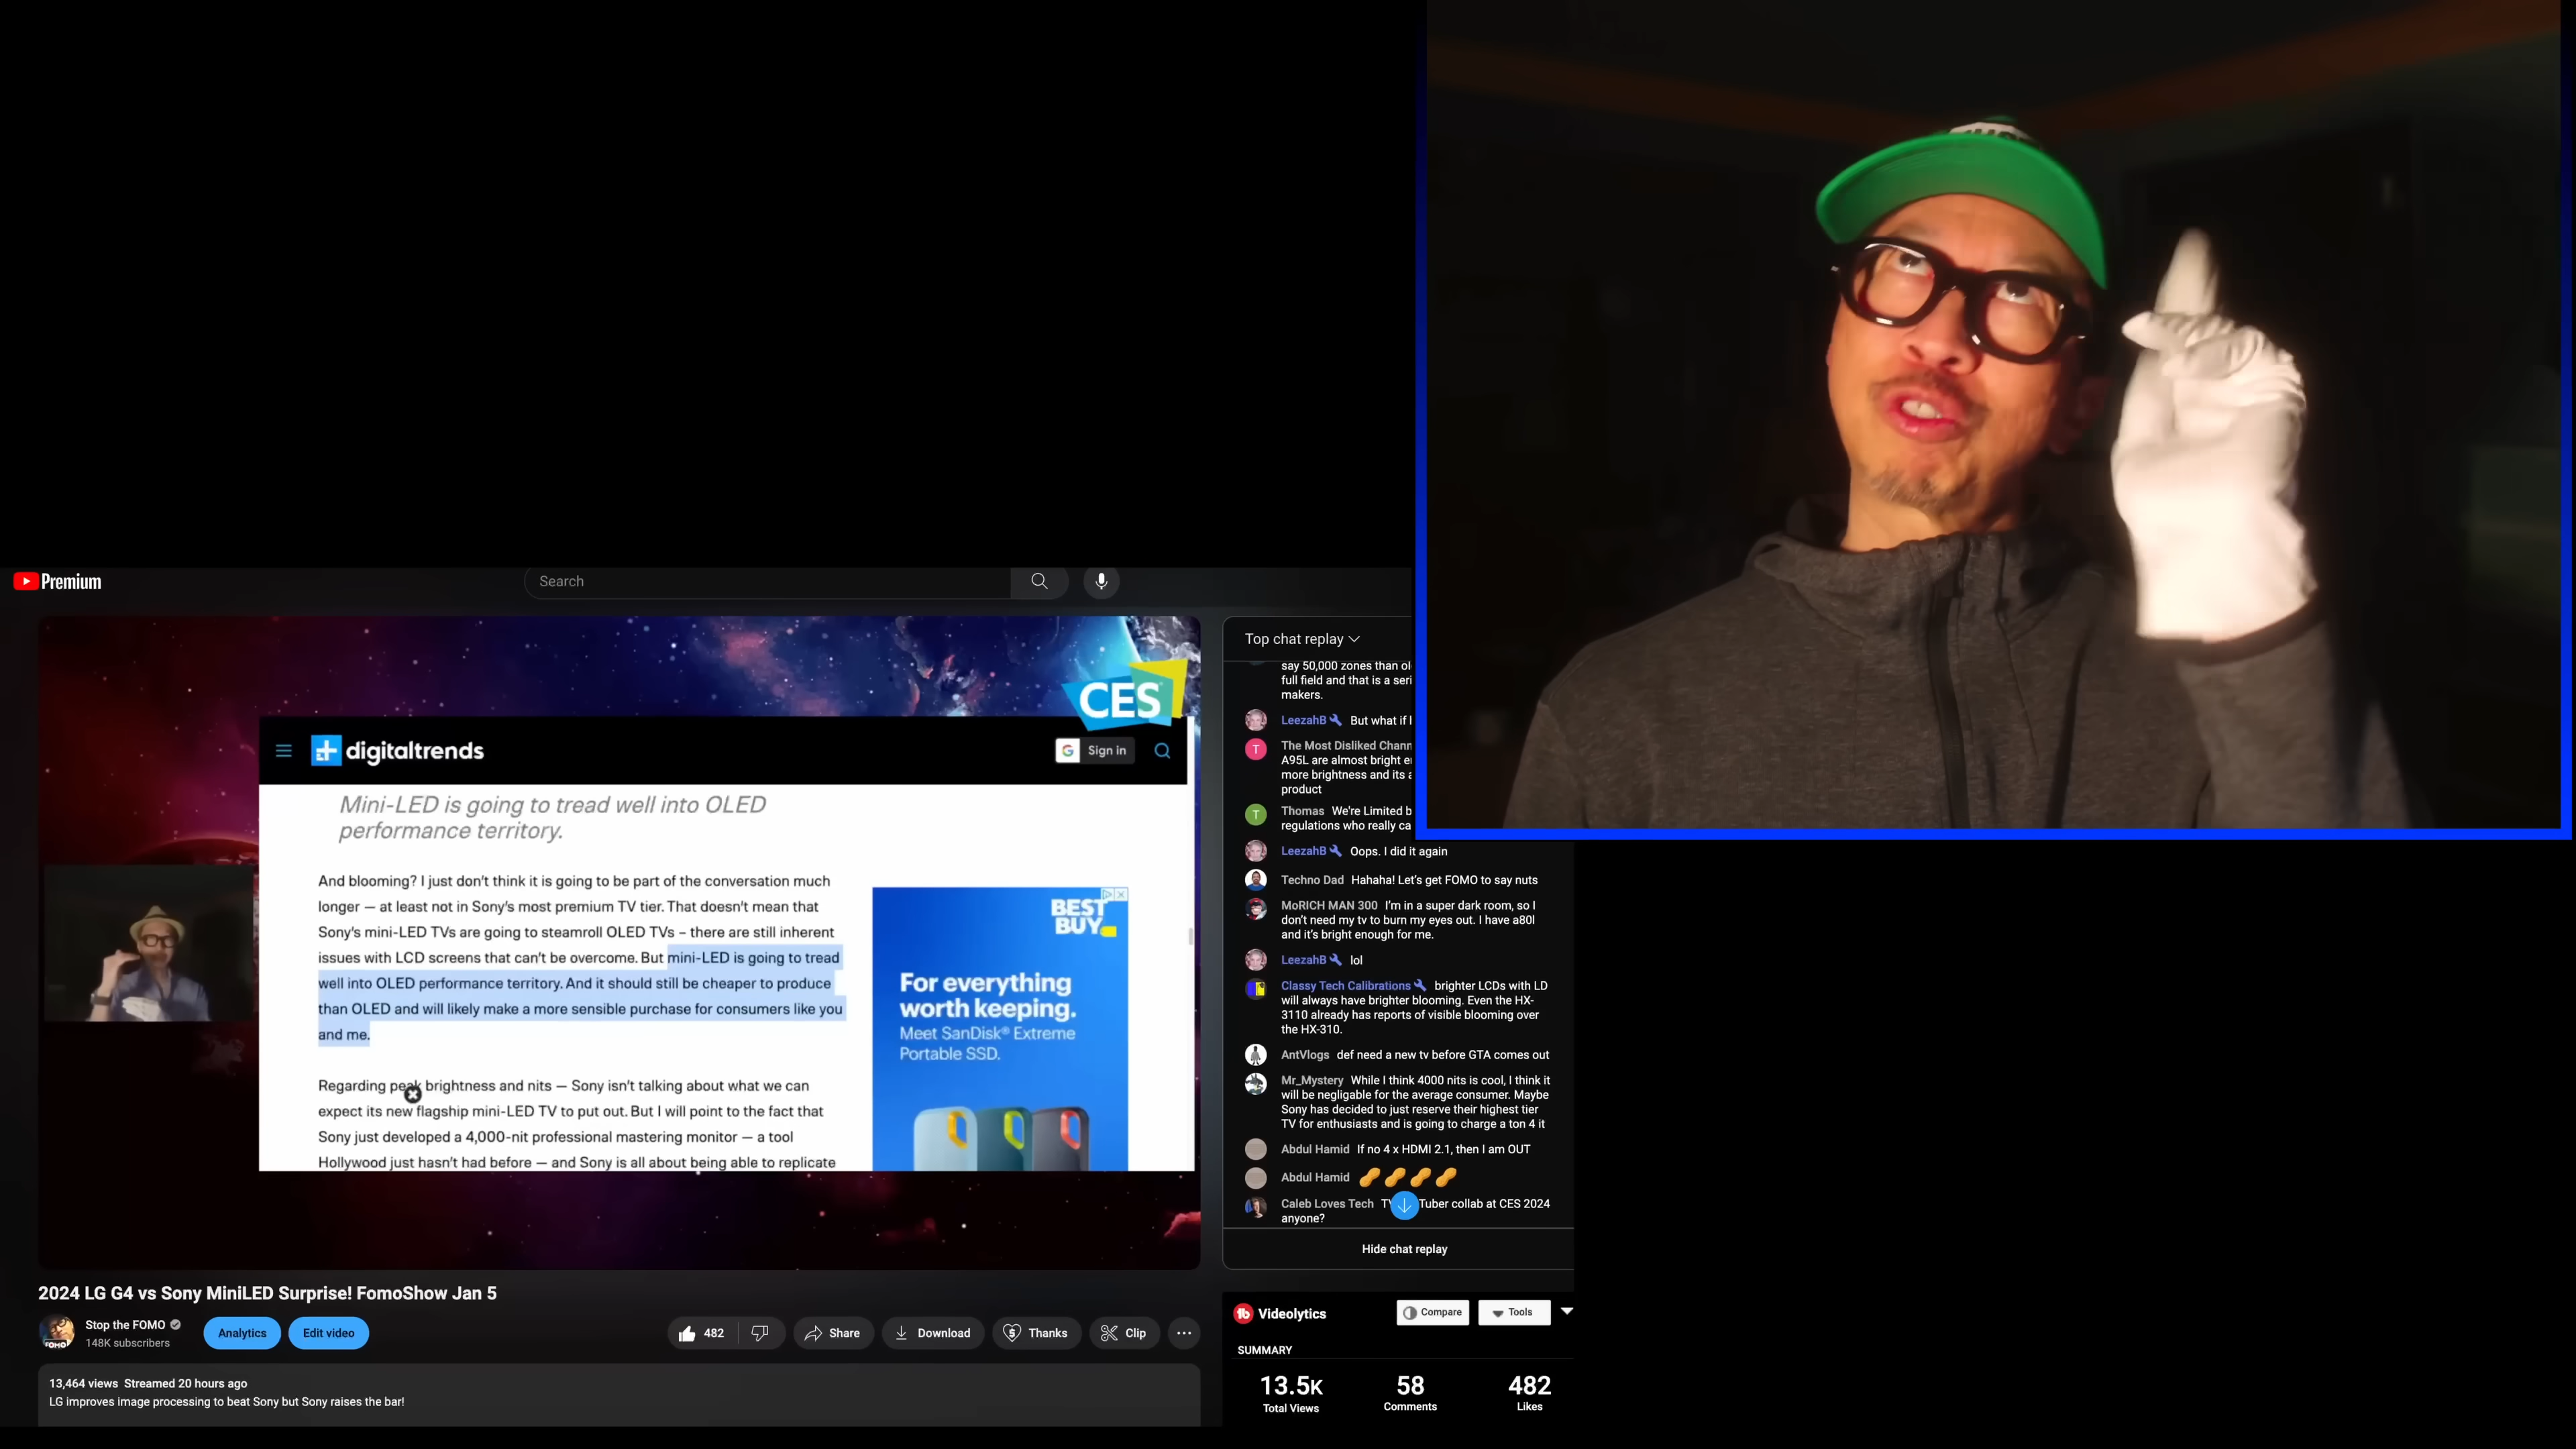 Premium
Search
CES
digitaltrends
Sign in
Mini-LED is going to tread well into OLED
performance territory.
And blooming? I just don't think it is going to be part of the conversation much
longer — at least not in Sony's most premium TV tier. That doesn't mean that
Sony's mini-LED TVs are going to steamroll OLED TVs – there are still inherent
issues with LCD screens that can't be overcome. But mini-LED is going to tread
well into OLED performance territory. And it should still be cheaper to produce
than OLED and will likely make a more sensible purchase for consumers like you
and me.
Regarding peak brightness and nits — Sony isn't talking about what we can
expect its new flagship mini-LED TV to put out. But I will point to the fact that
Sony just developed a 4,000-nit professional mastering monitor — a tool
Hollywood just hasn't had before — and Sony is all about being able to replicate
BEST
BUY
For everything
worth keeping.
Meet SanDisk® Extreme
Portable SSD.
Top chat replay
say 50,000 zones than ol
full field and that is a seri
makers.
LeezahB But what if
The Most Disliked Chann
A95L are almost bright e
more brightness and its a
product
Thomas We're Limited b
regulations who really ca
LeezahB Oops. I did it again
Techno Dad Hahaha! Let's get FOMO to say nuts
MoRICH MAN 300 I'm in a super dark room, so I
don't need my tv to burn my eyes out. I have a80l
and it's bright enough for me.
LeezahB lol
Classy Tech Calibrations brighter LCDs with LD
will always have brighter blooming. Even the HX-
3110 already has reports of visible blooming over
the HX-310.
AntVlogs def need a new tv before GTA comes out
Mr_Mystery While I think 4000 nits is cool, I think it
will be negligable for the average consumer. Maybe
Sony has decided to just reserve their highest tier
TV for enthusiasts and is going to charge a ton 4 it
Abdul Hamid If no 4 x HDMI 2.1, then I am OUT
Abdul Hamid 🥜🥜🥜🥜
Caleb Loves Tech Tuber collab at CES 2024
anyone?
Hide chat replay
2024 LG G4 vs Sony MiniLED Surprise! FomoShow Jan 5
Stop the FOMO
148K subscribers
Analytics
Edit video
482
Share
Download
Thanks
Clip
13,464 views Streamed 20 hours ago
LG improves image processing to beat Sony but Sony raises the bar!
Videolytics
Compare
Tools
SUMMARY
13.5K
Total Views
58
Comments
482
Likes